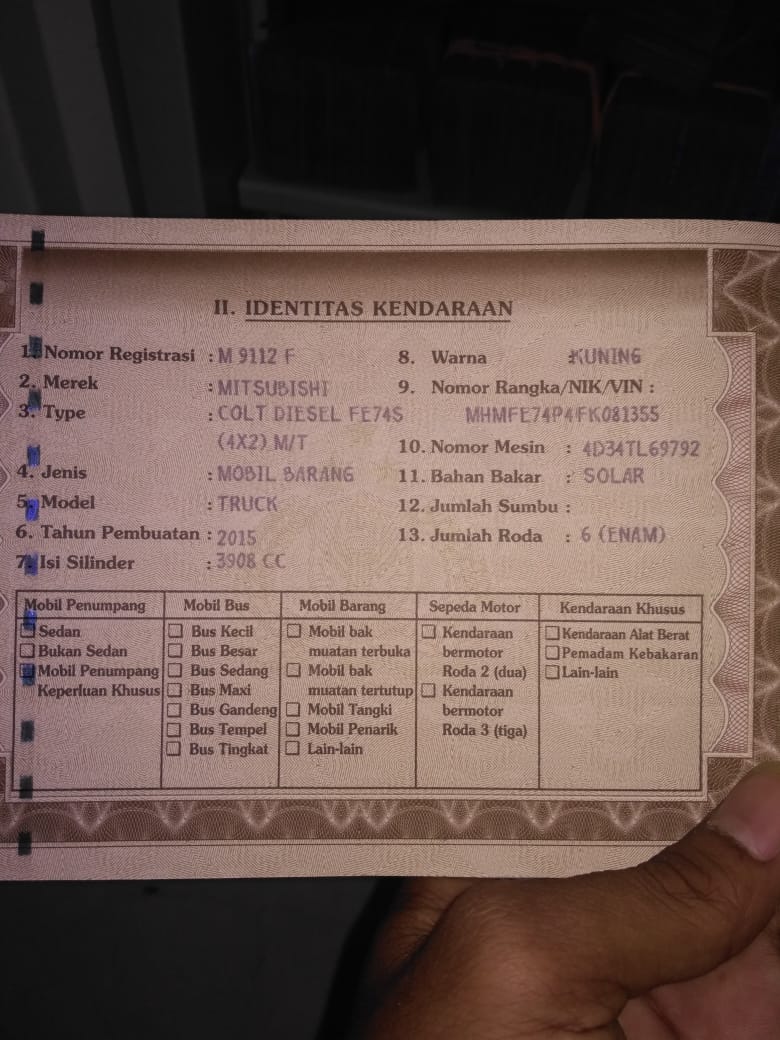 II. IDENTITAS KENDARAAN
1. Nomor Registrasi : M 9112 F
2. Merek : MITSUBISHI
3. Type : COLT DIESEL FE74S
(4X2) M/T
4. Jenis : MOBIL BARANG
5. Model : TRUCK
6. Tahun Pembuatan : 2015
7. Isi Silinder : 3908 CC
8. Warna KUNING
9. Nomor Rangka/NIK/VIN :
MHMFE74P4FK081355
10. Nomor Mesin : 4D34TL69792
11. Bahan Bakar : SOLAR
12. Jumlah Sumbu :
13. Jumlah Roda : 6 (ENAM)
Mobil Penumpang
Sedan
Bukan Sedan
Mobil Penumpang
Keperluan Khusus
Mobil Bus
Bus Kecil
Bus Besar
Bus Sedang
Bus Maxi
Bus Gandeng
Bus Tempel
Bus Tingkat
Mobil Barang
Mobil bak
muatan terbuka
Mobil bak
muatan tertutup
Mobil Tangki
Mobil Penarik
Lain-lain
Sepeda Motor
Kendaraan
bermotor
Roda 2 (dua)
Kendaraan
bermotor
Roda 3 (tiga)
Kendaraan Khusus
Kendaraan Alat Berat
Pemadam Kebakaran
Lain-lain